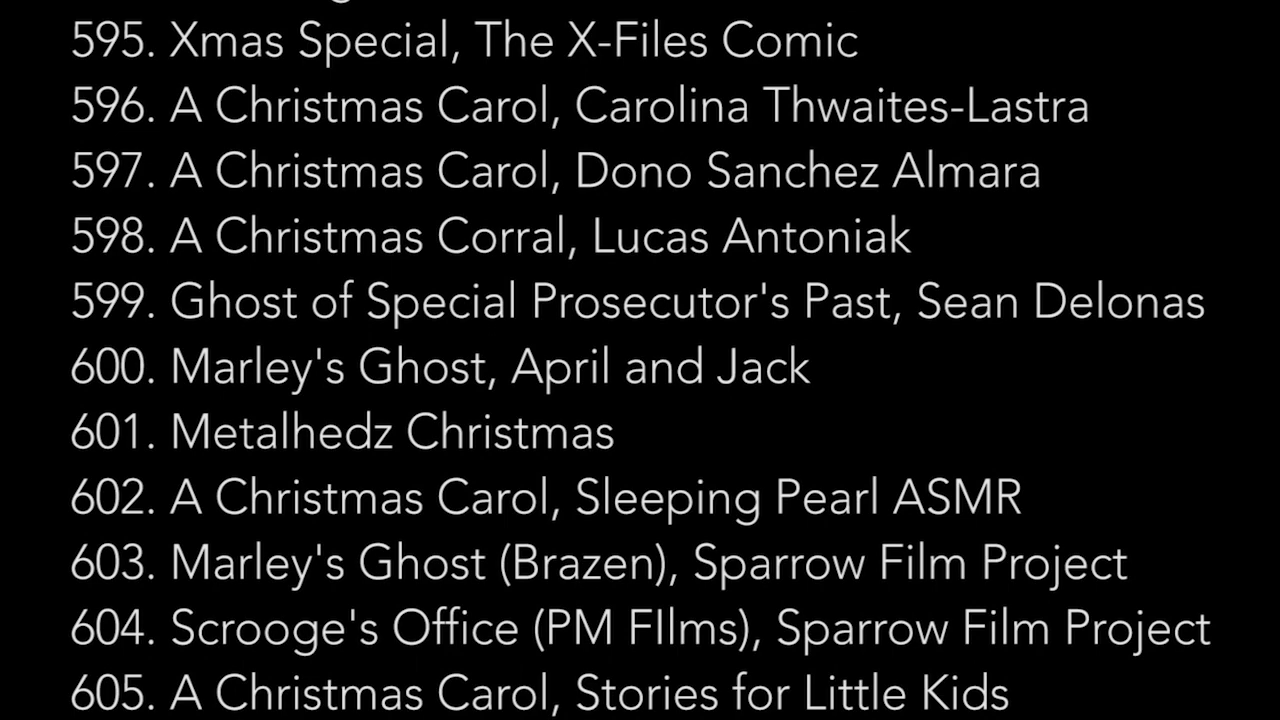 595. Xmas Special, The X-Files Comic
596. A Christmas Carol, Carolina Thwaites-Lastra
597. A Christmas Carol, Dono Sanchez Almara
598. A Christmas Corral, Lucas Antoniak
599. Ghost of Special Prosecutor's Past, Sean Delonas
600. Marley's Ghost, April and Jack
601. Metalhedz Christmas
602. A Christmas Carol, Sleeping Pearl ASMR
603. Marley's Ghost (Brazen), Sparrow Film Project
604. Scrooge's Office (PM FIlms), Sparrow Film Project
605. A Christmas Carol, Stories for Little Kids